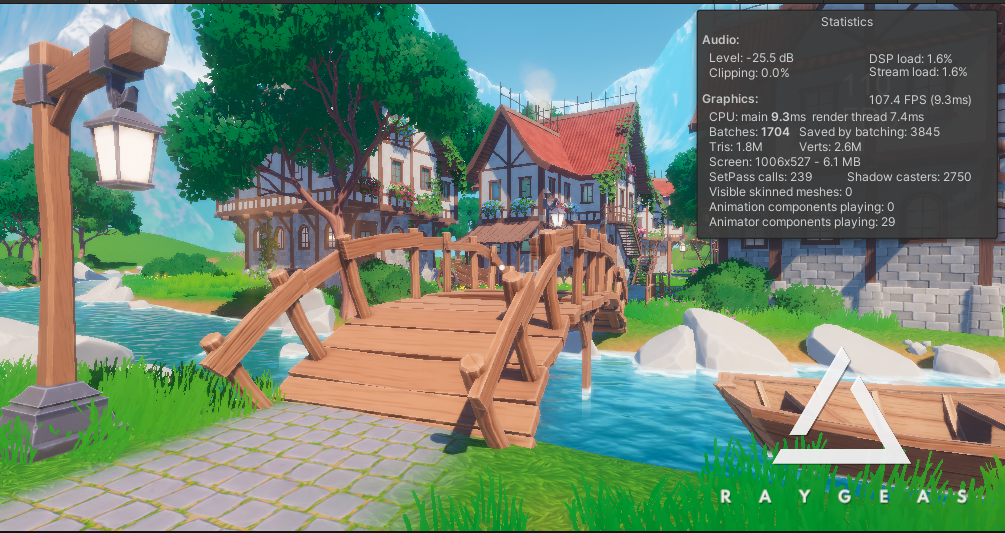 Statistics
Audio:
Level: -25.5 dB DSP load: 1.6%
Clipping: 0.0% Stream load: 1.6%
Graphics: 107.4 FPS (9.3ms)
CPU: main 9.3ms render thread 7.4ms
Batches: 1704 Saved by batching: 3845
Tris: 1.8M Verts: 2.6M
Screen: 1006x527 - 6.1 MB
SetPass calls: 239 Shadow casters: 2750
Visible skinned meshes: 0
Animation components playing: 0
Animator components playing: 29
RAYGEAS